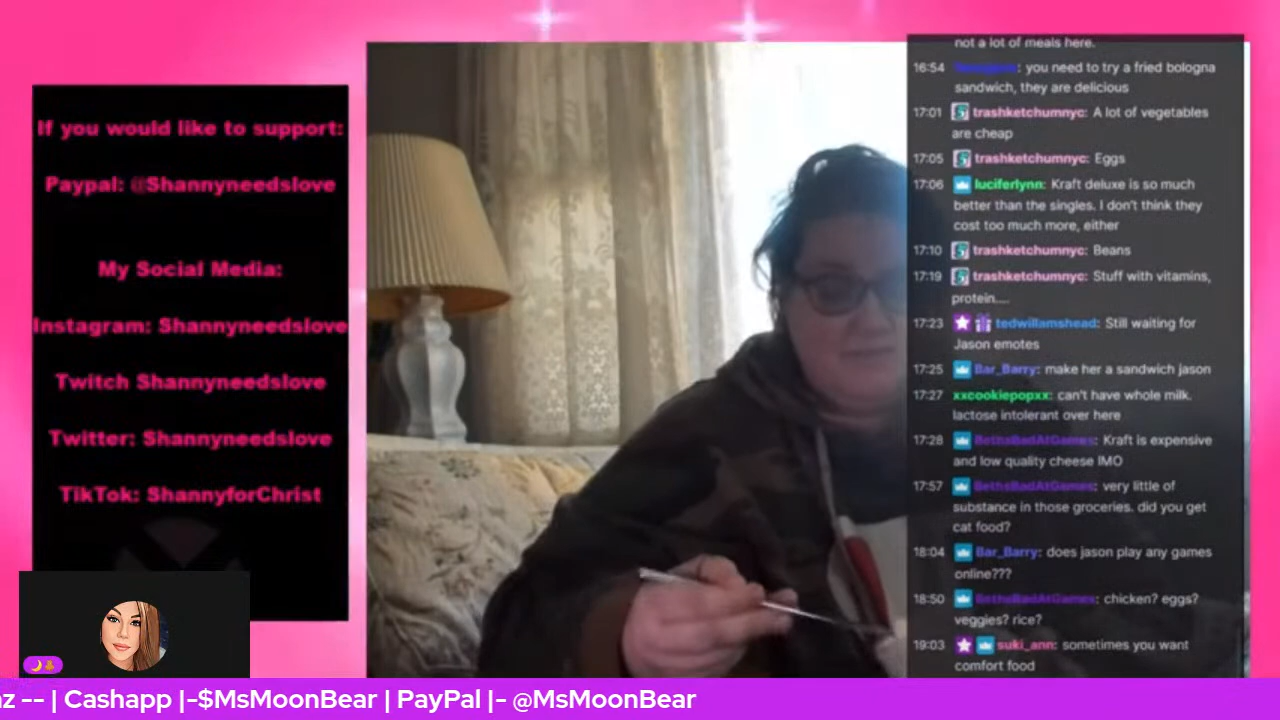 If you would like to support:
Paypal: @Shannyneedslove
My Social Media:
Instagram: Shannyneedslove
Twitch Shannyneedslove
Twitter: Shannyneedslove
TikTok: ShannyforChrist
not a lot of meals here.
16:54 : you need to try a fried bologna
sandwich, they are delicious
17:01 trashketchumnyc: A lot of vegetables
are cheap
17:05 trashketchumnyc: Eggs
17:06 luciferlynn: Kraft deluxe is so much
better than the singles. I don't think they
cost too much more, either
17:10 trashketchumnyc: Beans
17:19 trashketchumnyc: Stuff with vitamins,
protein....
17:23 tedwillamshead: Still waiting for
Jason emotes
17:25 Bar_Barry: make her a sandwich jason
17:27 xxcookiepopxx: can't have whole milk.
lactose intolerant over here
17:28 BethsBadAtGames: Kraft is expensive
and low quality cheese IMO
17:57 BethsBadAtGames: very little of
substance in those groceries. did you get
cat food?
18:04 Bar_Barry: does jason play any games
online???
18:50 BethsBadAtGames: chicken? eggs?
veggies? rice?
19:03 suki_ann: sometimes you want
comfort food
az -- | Cashapp |-$MsMoonBear | PayPal |- @MsMoonBear